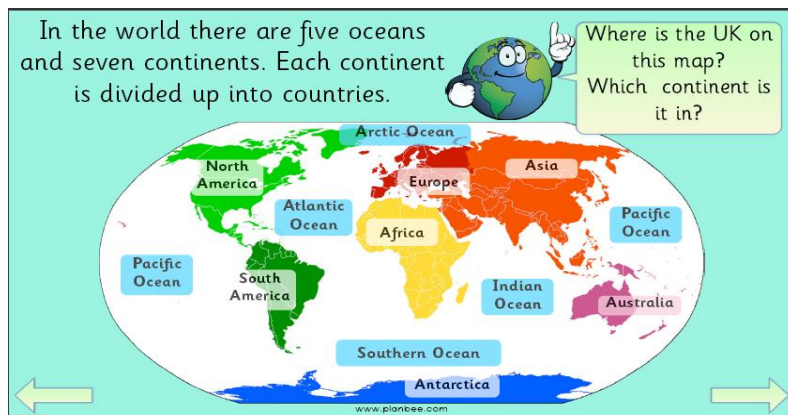 In the world there are five oceans
and seven continents. Each continent
is divided up into countries.
Where is the UK on
this map?
Which continent is
it in?
Arctic Ocean
North
America
Europe
Asia
Atlantic
Ocean
Africa
Pacific
Ocean
Pacific
Ocean
South
America
Indian
Ocean
Australia
Southern Ocean
Antarctica
www.planbee.com